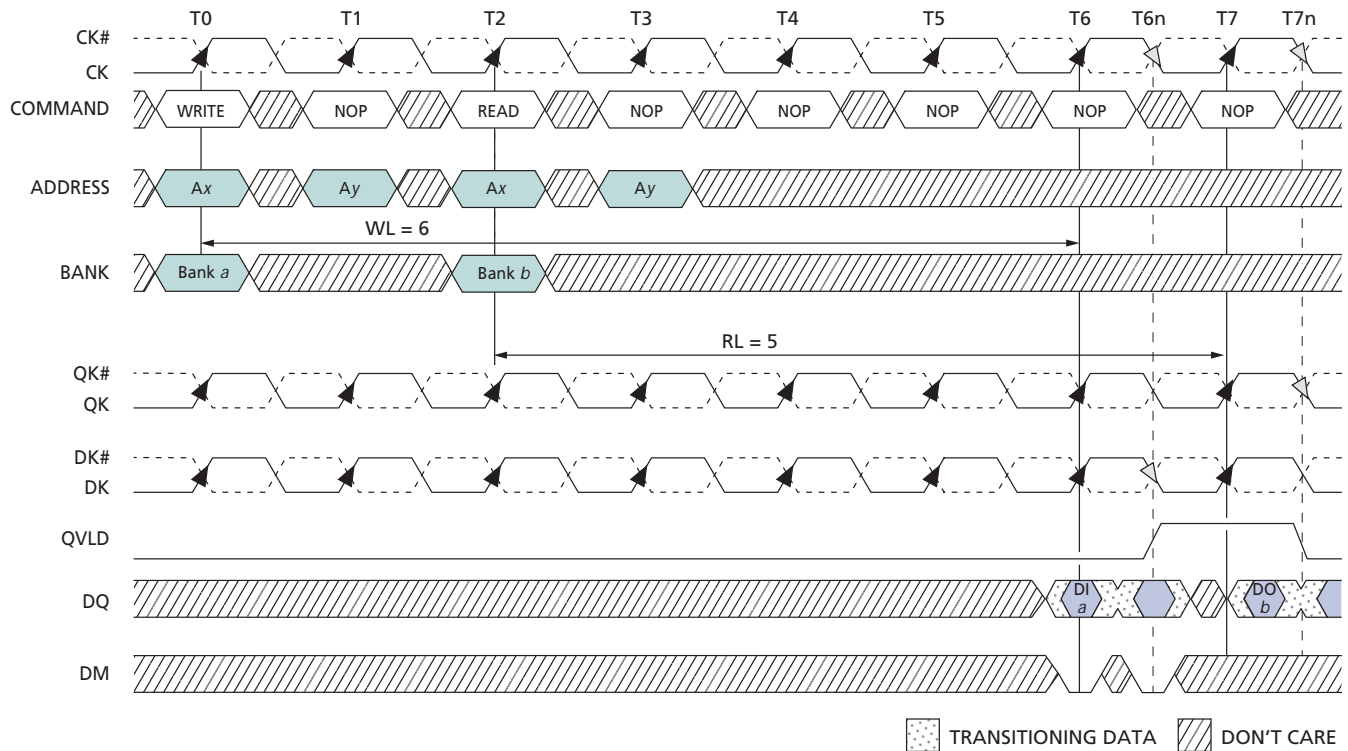 T0 T1 T2 T3 T4 T5 T6 T6n T7 T7n
CK#
CK
COMMAND WRITE NOP READ NOP NOP NOP NOP NOP
ADDRESS Ax Ay Ax Ay
WL = 6
BANK Bank a Bank b
RL = 5
QK#
QK
DK#
DK
QVLD
DQ DI a DO b
DM
TRANSITIONING DATA DON'T CARE